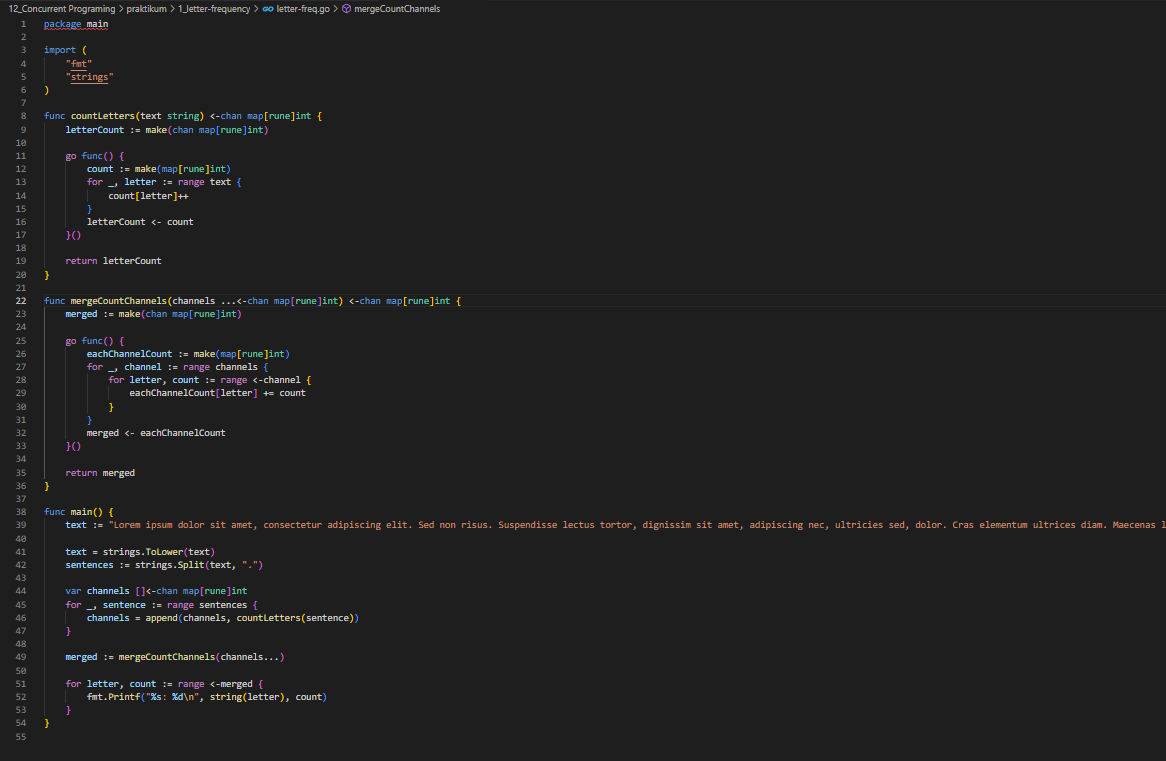 12_Concurrent Programing > praktikum > 1_letter-frequency > letter-freq.go > mergeCountChannels
1 package main
2
3 import (
4 "fmt"
5 "strings"
6 )
7
8 func countLetters(text string) <-chan map[rune]int {
9 letterCount := make(chan map[rune]int)
10
11 go func() {
12 count := make(map[rune]int)
13 for _, letter := range text {
14 count[letter]++
15 }
16 letterCount <- count
17 }()
18
19 return letterCount
20 }
21
22 func mergeCountChannels(channels ...<-chan map[rune]int) <-chan map[rune]int {
23 merged := make(chan map[rune]int)
24
25 go func() {
26 eachChannelCount := make(map[rune]int)
27 for _, channel := range channels {
28 for letter, count := range <-channel {
29 eachChannelCount[letter] += count
30 }
31 }
32 merged <- eachChannelCount
33 }()
34
35 return merged
36 }
37
38 func main() {
39 text := "Lorem ipsum dolor sit amet, consectetur adipiscing elit. Sed non risus. Suspendisse lectus tortor, dignissim sit amet, adipiscing nec, ultricies sed, dolor. Cras elementum ultrices diam. Maecenas l
40
41 text = strings.ToLower(text)
42 sentences := strings.Split(text, ".")
43
44 var channels []<-chan map[rune]int
45 for _, sentence := range sentences {
46 channels = append(channels, countLetters(sentence))
47 }
48
49 merged := mergeCountChannels(channels...)
50
51 for letter, count := range <-merged {
52 fmt.Printf("%s: %d\n", string(letter), count)
53 }
54 }
55